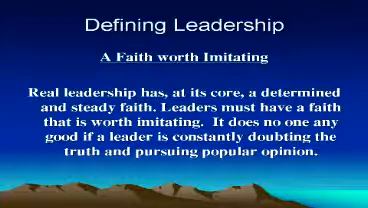 Defining Leadership
A Faith worth Imitating
Real leadership has, at its core, a determined
and steady faith. Leaders must have a faith
that is worth imitating. It does no one any
good if a leader is constantly doubting the
truth and pursuing popular opinion.